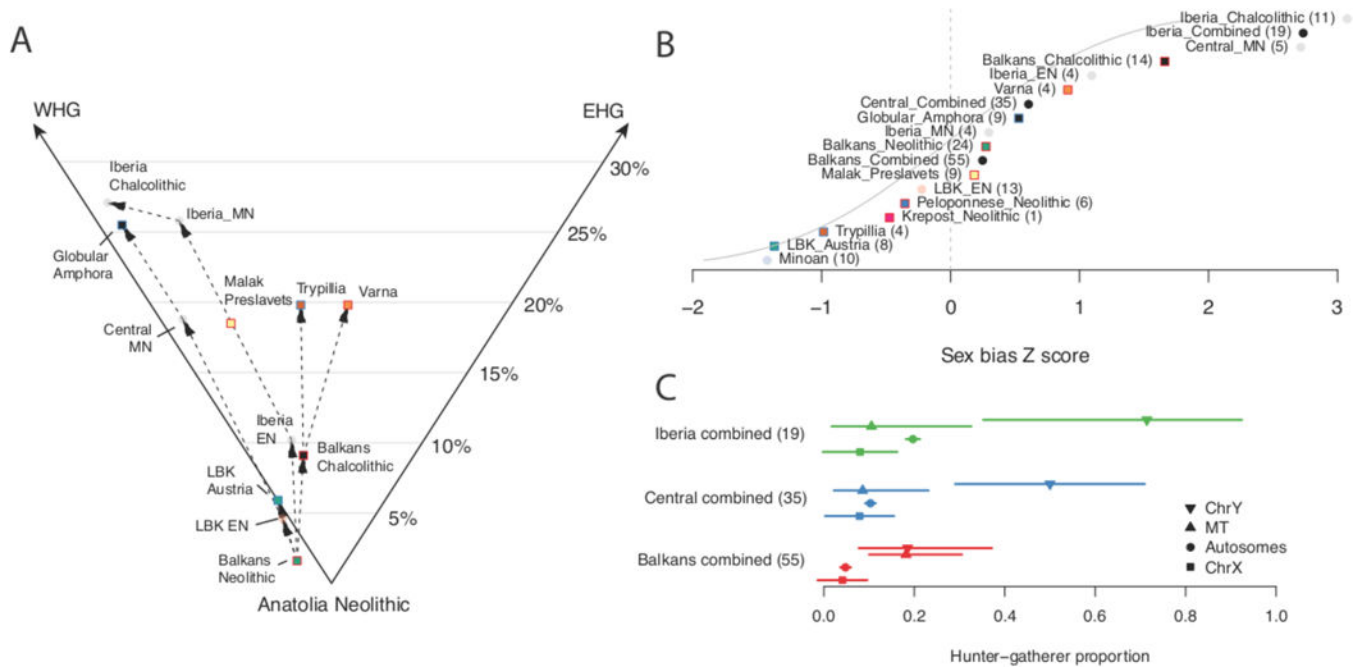 A
WHG
EHG
Iberia
Chalcolithic
Iberia_MN
30%
Globular
Amphora
25%
Malak
Preslavets
Trypillia
Varna
20%
Central
MN
15%
Iberia
EN
Balkans
Chalcolithic
10%
LBK
Austria
LBK EN
5%
Balkans
Neolithic
Anatolia Neolithic
B
Iberia_Chalcolithic (11)
Iberia_Combined (19)
Central_MN (5)
Balkans_Chalcolithic (14)
Iberia_EN (4)
Varna (4)
Central_Combined (35)
Globular_Amphora (9)
Iberia_MN (4)
Balkans_Neolithic (24)
Balkans_Combined (55)
Malak_Preslavets (9)
LBK_EN (13)
Peloponnese_Neolithic (6)
Krepost_Neolithic (1)
Trypillia (4)
LBK_Austria (8)
Minoan (10)
−2 −1 0 1 2 3
Sex bias Z score
C
Iberia combined (19)
Central combined (35)
Balkans combined (55)
ChrY
MT
Autosomes
ChrX
0.0 0.2 0.4 0.6 0.8 1.0
Hunter−gatherer proportion